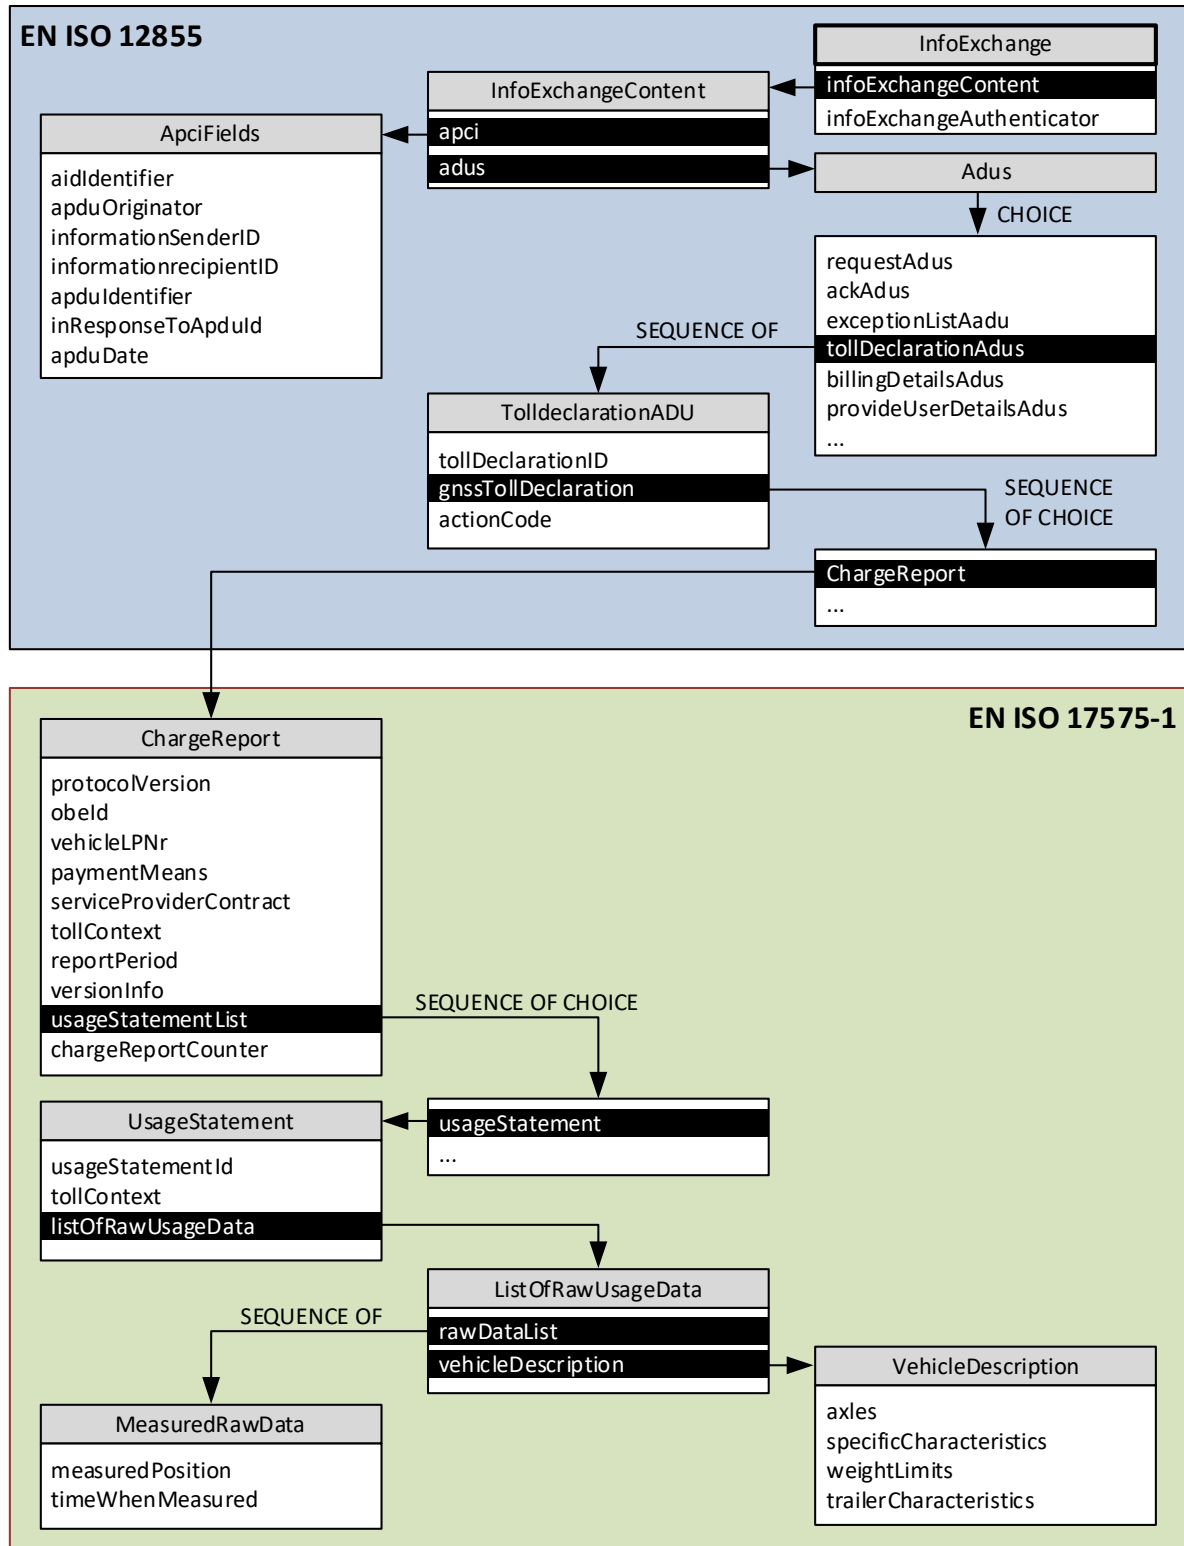 EN ISO 12855
InfoExchange
infoExchangeContent
infoExchangeAuthenticator
InfoExchangeContent
apci
adus
ApciFields
aidIdentifier
apduOriginator
informationSenderID
informationrecipientID
apduIdentifier
inResponseToApduId
apduDate
Adus
CHOICE
requestAdus
ackAdus
exceptionListAadu
tollDeclarationAdus
billingDetailsAdus
provideUserDetailsAdus
...
SEQUENCE OF
TolldeclarationADU
tollDeclarationID
gnssTollDeclaration
actionCode
SEQUENCE
OF CHOICE
ChargeReport
...
EN ISO 17575-1
ChargeReport
protocolVersion
obeId
vehicleLPNr
paymentMeans
serviceProviderContract
tollContext
reportPeriod
versionInfo
usageStatementList
chargeReportCounter
SEQUENCE OF CHOICE
usageStatement
...
UsageStatement
usageStatementId
tollContext
listOfRawUsageData
ListOfRawUsageData
rawDataList
vehicleDescription
SEQUENCE OF
MeasuredRawData
measuredPosition
timeWhenMeasured
VehicleDescription
axles
specificCharacteristics
weightLimits
trailerCharacteristics